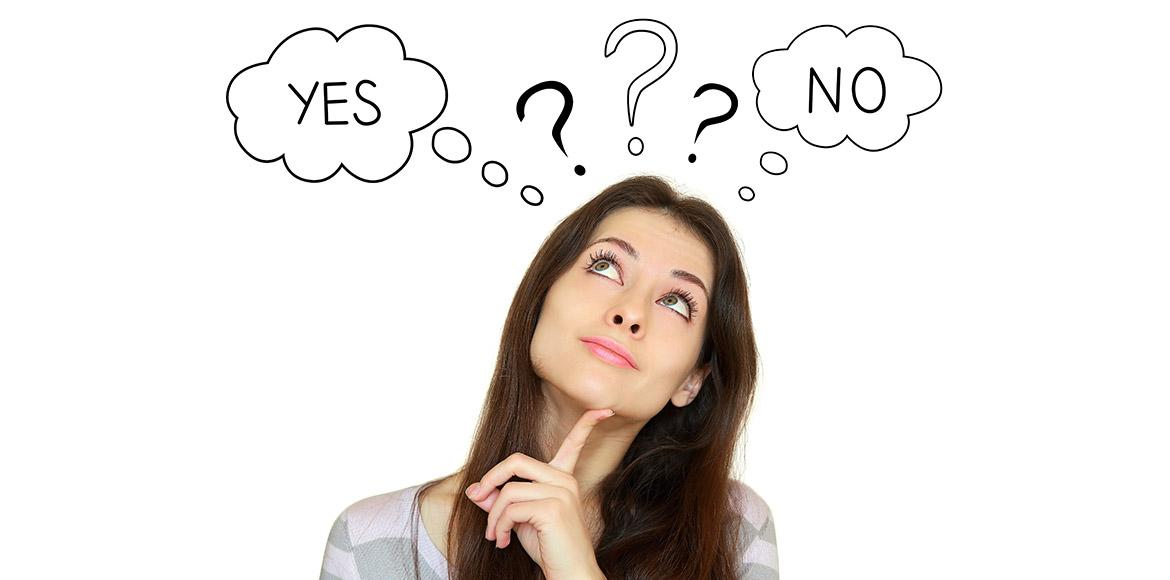 YES
? ? ?
NO